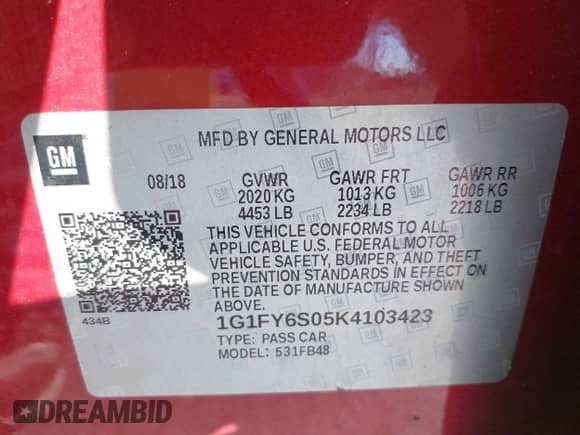 GM
MFD BY GENERAL MOTORS LLC
08/18 GVWR GAWR FRT GAWR RR
2020 KG 1013 KG 1006 KG
4453 LB 2234 LB 2218 LB
THIS VEHICLE CONFORMS TO ALL
APPLICABLE U.S. FEDERAL MOTOR
VEHICLE SAFETY, BUMPER, AND THEFT
PREVENTION STANDARDS IN EFFECT ON
THE DATE OF MANUFACTURE SHOWN
ABOVE.
434B
1G1FY6S05K4103423
TYPE: PASS CAR
MODEL: 531FB48
DREAMBID